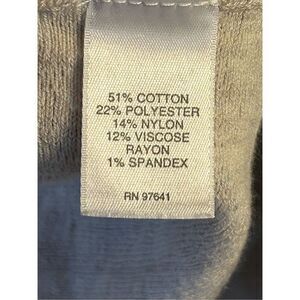 51% COTTON
22% POLYESTER
14% NYLON
12% VISCOSE
RAYON
1% SPANDEX
RN 97641